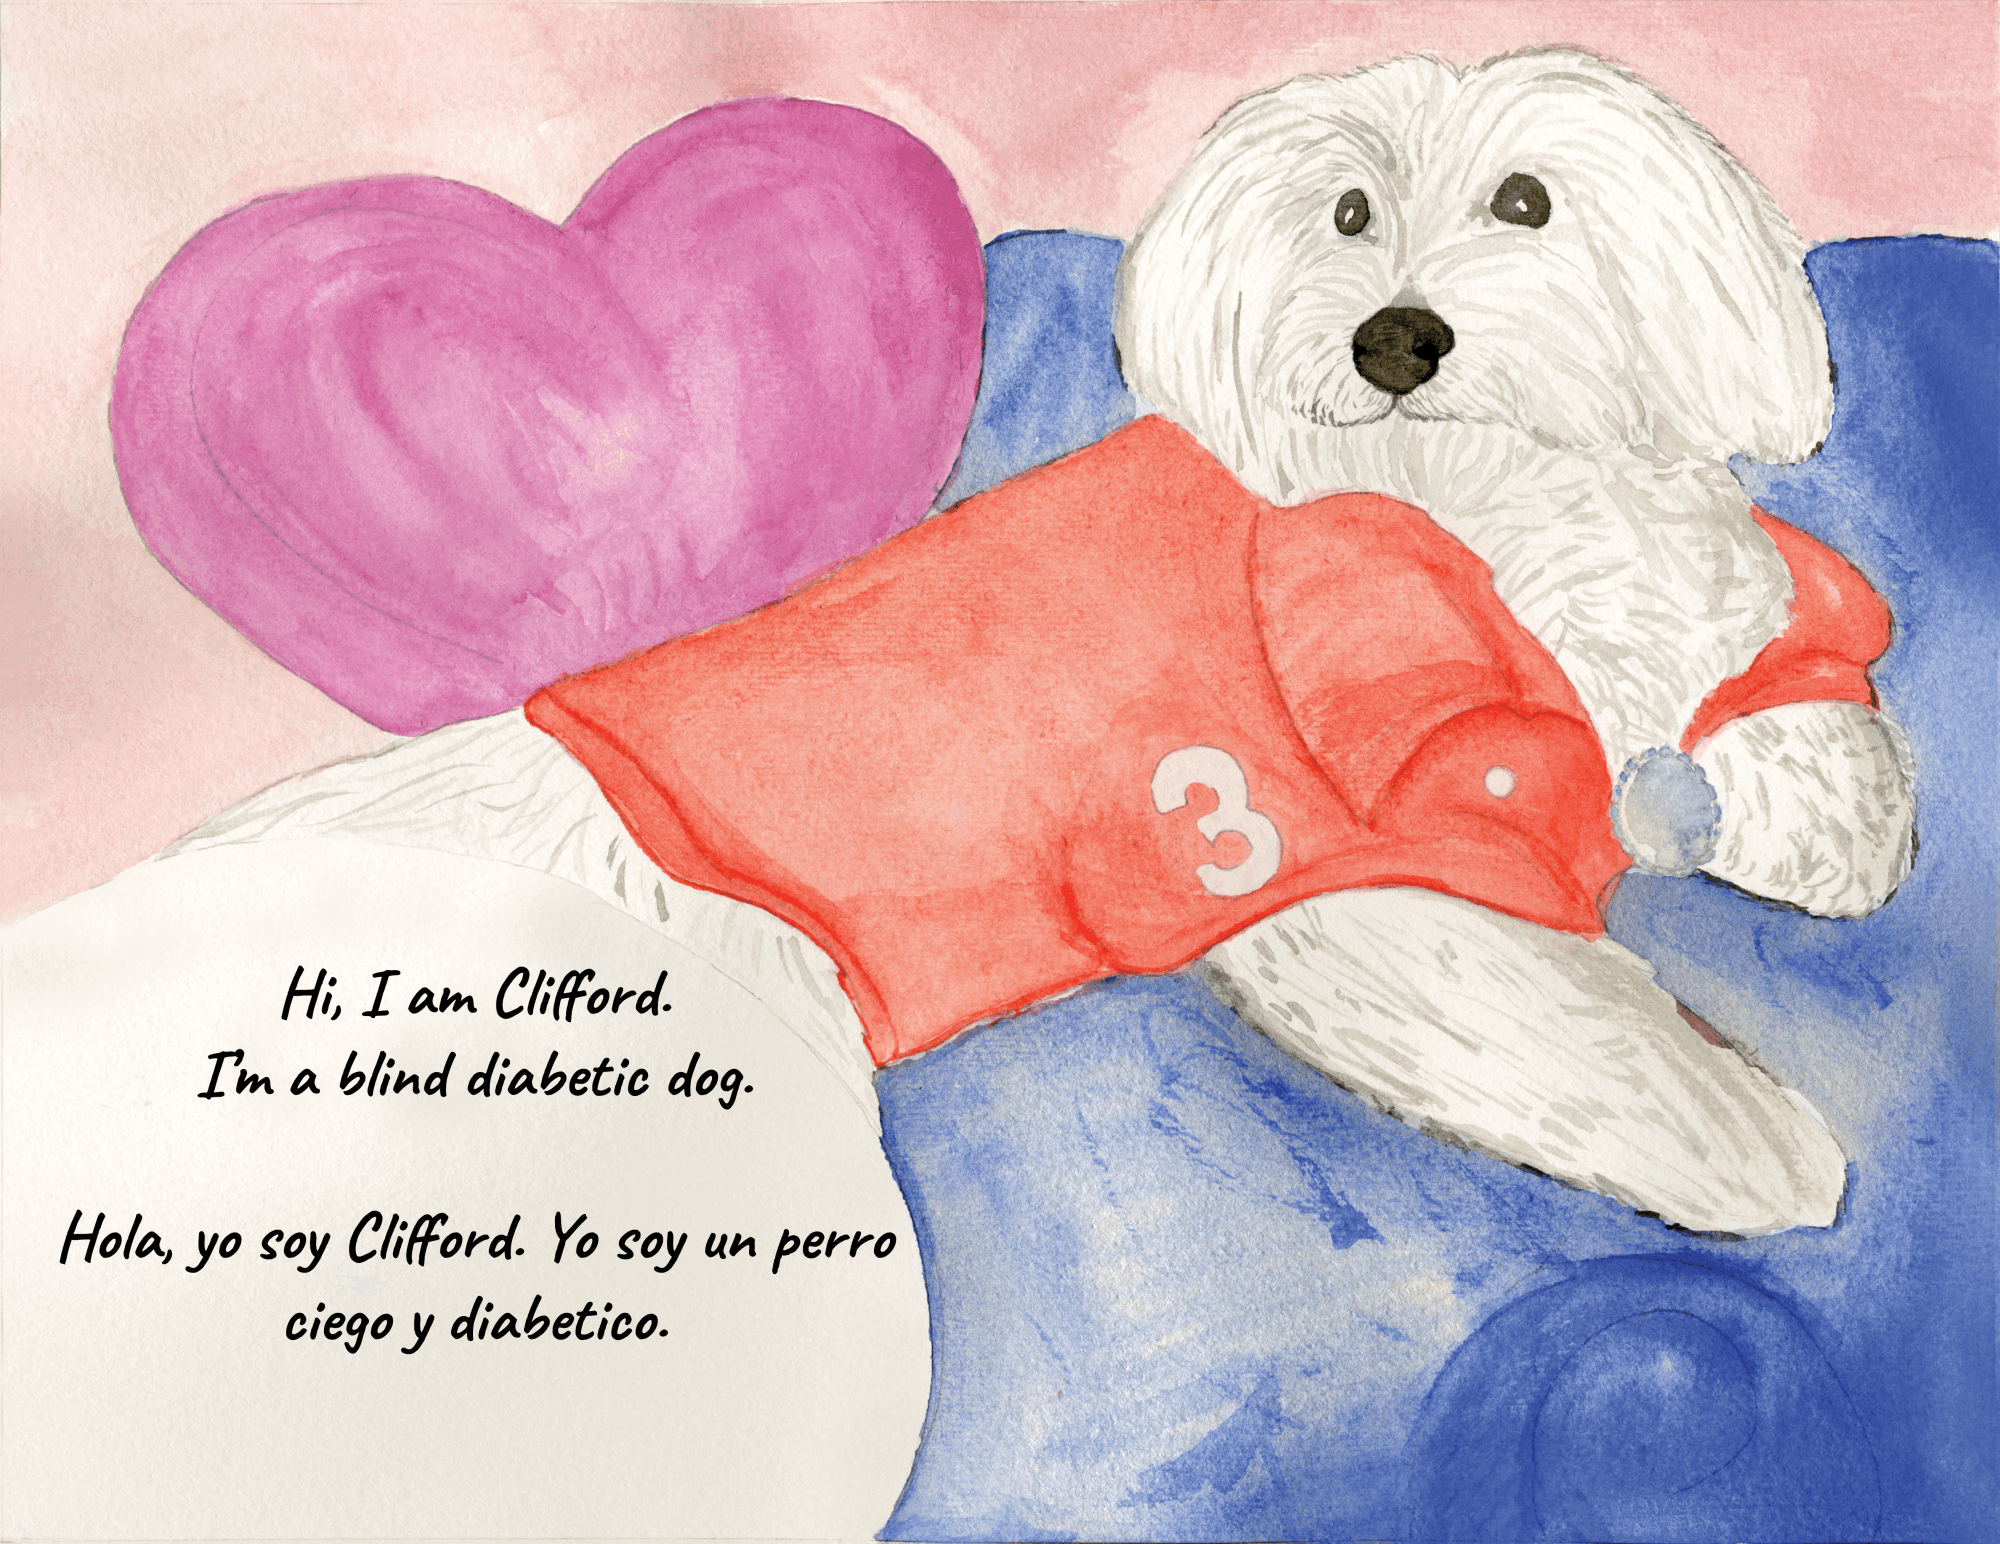 3
Hi, I am Clifford.
I'm a blind diabetic dog.
Hola, yo soy Clifford. Yo soy un perro
ciego y diabetico.